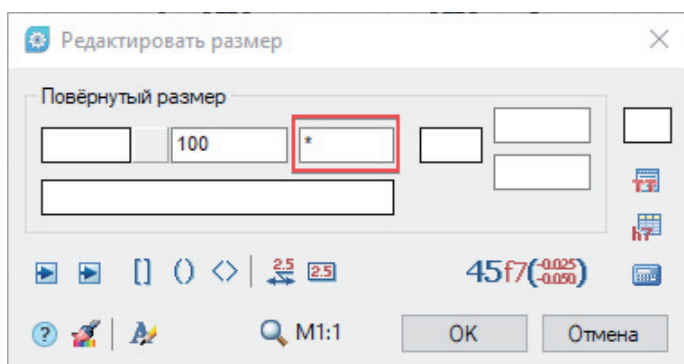 Редактировать размер
Повёрнутый размер
100 *
TT
h7
[] () <> 2.5 2.5 45f7(-0.025 -0.050)
? M1:1 OK Отмена